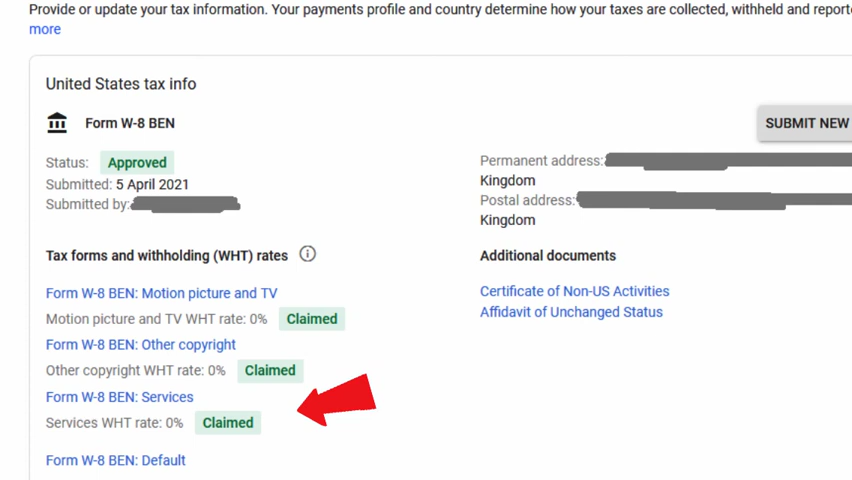 Provide or update your tax information. Your payments profile and country determine how your taxes are collected, withheld and reporte
more
United States tax info
Form W-8 BEN
SUBMIT NEW
Status: Approved
Submitted: 5 April 2021
Submitted by:
Permanent address:
Kingdom
Postal address:
Kingdom
Tax forms and withholding (WHT) rates
Form W-8 BEN: Motion picture and TV
Motion picture and TV WHT rate: 0% Claimed
Form W-8 BEN: Other copyright
Other copyright WHT rate: 0% Claimed
Form W-8 BEN: Services
Services WHT rate: 0% Claimed
Form W-8 BEN: Default
Additional documents
Certificate of Non-US Activities
Affidavit of Unchanged Status